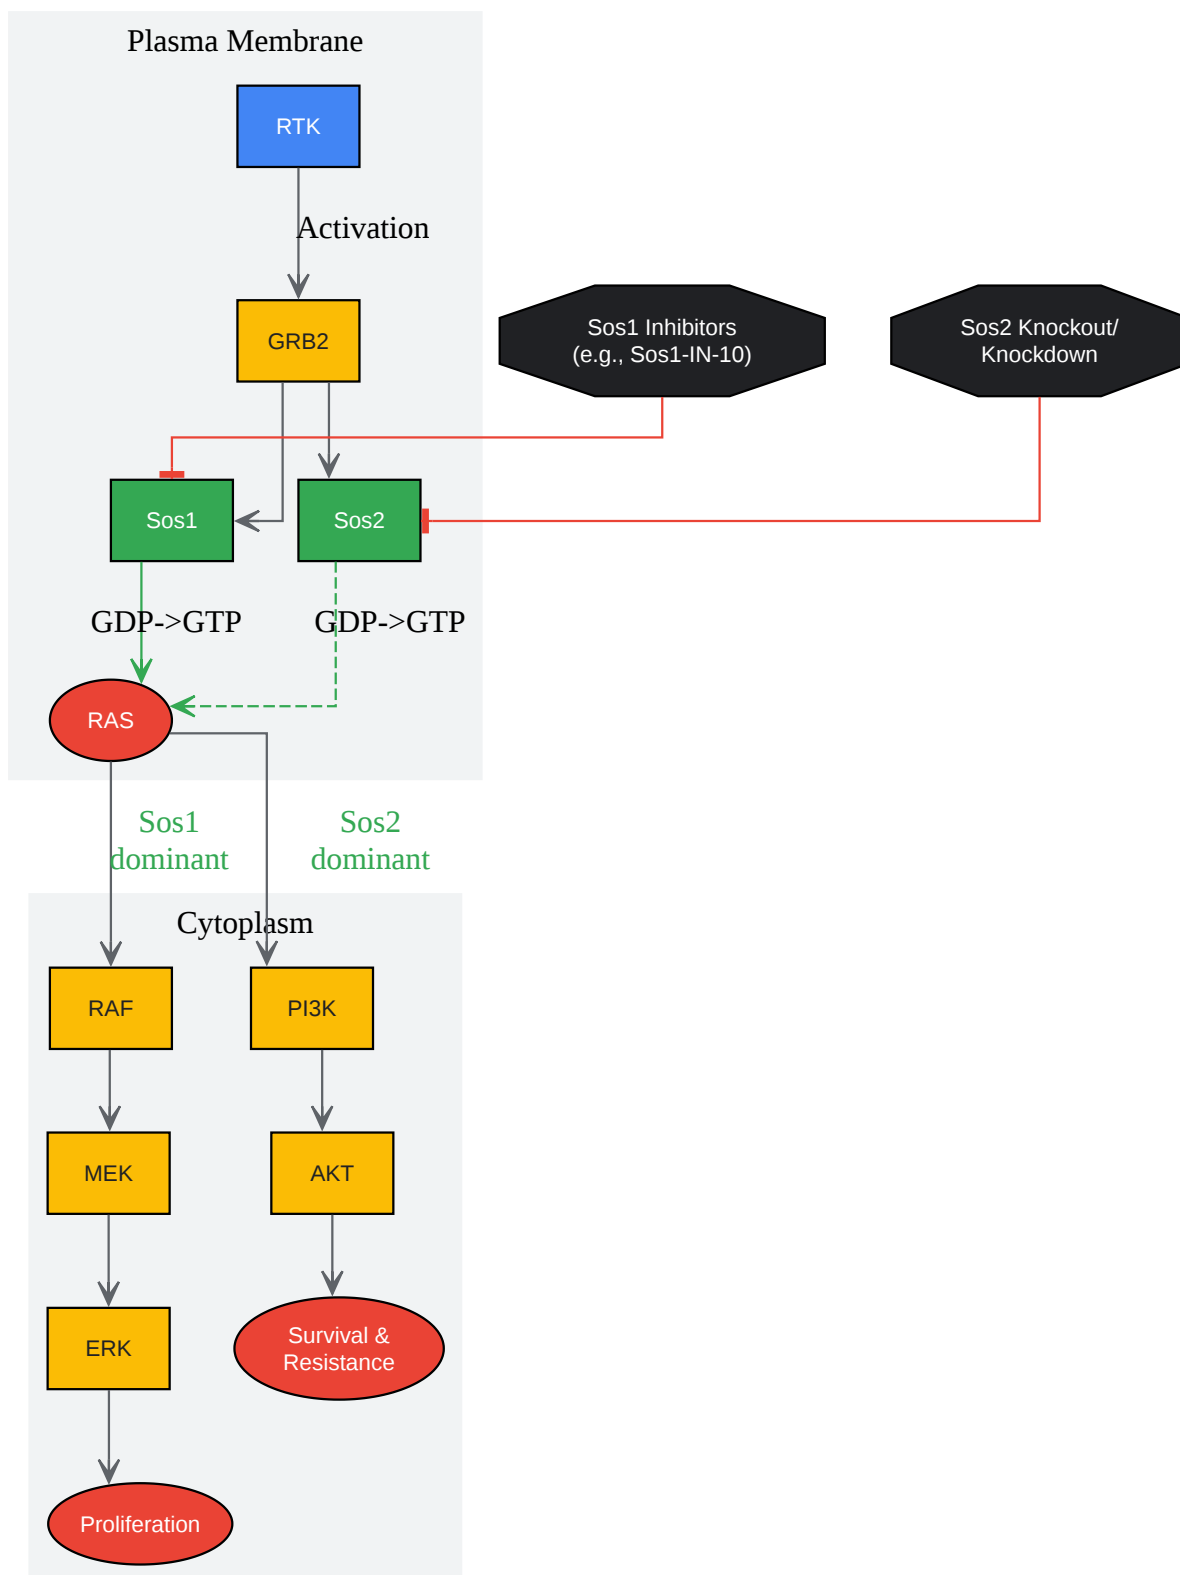 Plasma Membrane
RTK
Activation
GRB2
Sos1 Inhibitors
(e.g., Sos1-IN-10)
Sos2 Knockout/
Knockdown
Sos1
Sos2
GDP->GTP
GDP->GTP
RAS
Sos1
dominant
Sos2
dominant
Cytoplasm
RAF
PI3K
MEK
AKT
ERK
Survival &
Resistance
Proliferation